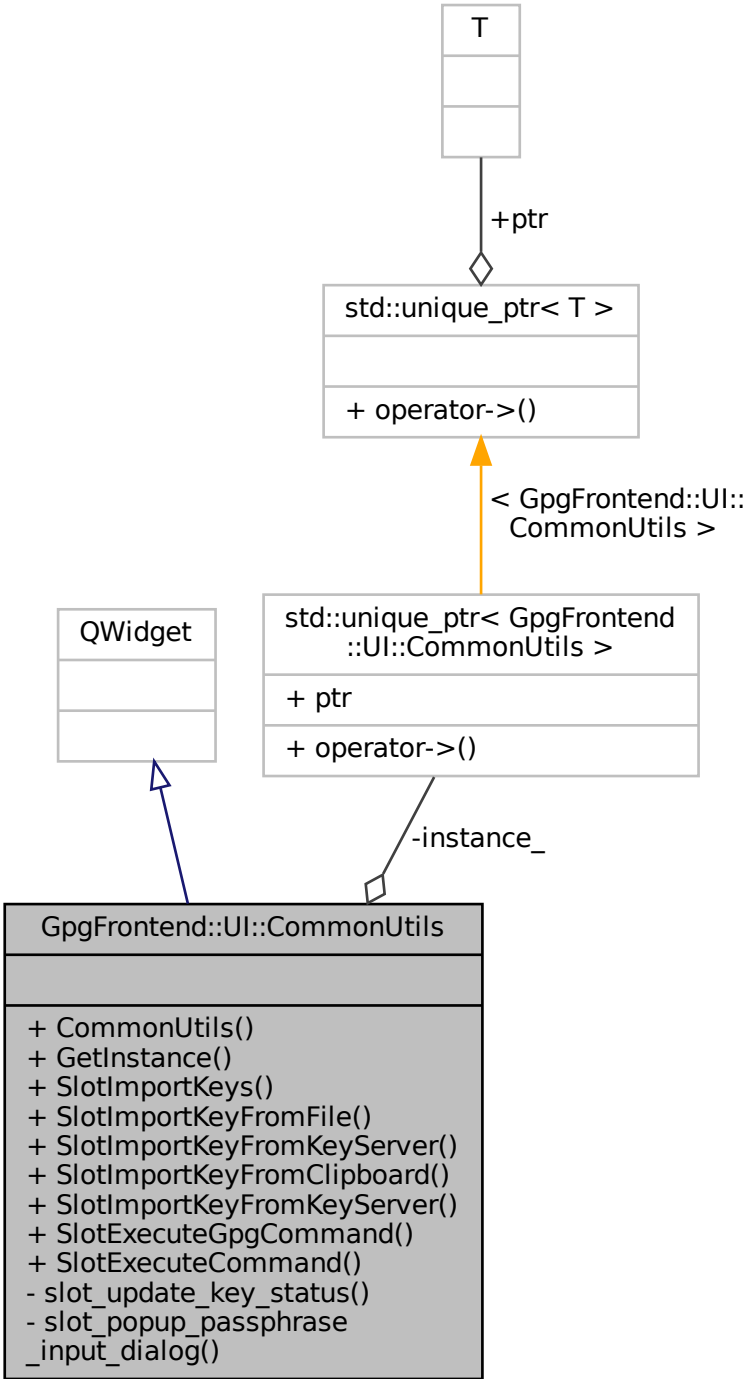 T
+ptr
std::unique_ptr< T >
+ operator->()
< GpgFrontend::UI::
CommonUtils >
QWidget
std::unique_ptr< GpgFrontend
::UI::CommonUtils >
+ ptr
+ operator->()
-instance_
GpgFrontend::UI::CommonUtils
+ CommonUtils()
+ GetInstance()
+ SlotImportKeys()
+ SlotImportKeyFromFile()
+ SlotImportKeyFromKeyServer()
+ SlotImportKeyFromClipboard()
+ SlotImportKeyFromKeyServer()
+ SlotExecuteGpgCommand()
+ SlotExecuteCommand()
- slot_update_key_status()
- slot_popup_passphrase
_input_dialog()